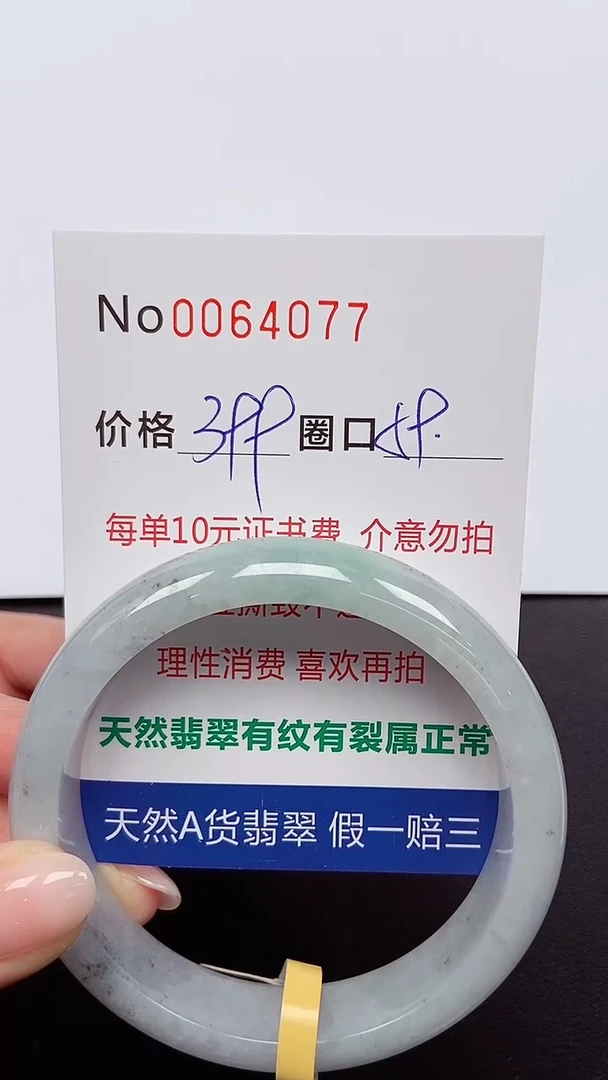 No0064077
价格 399 圈口 59.
每单10元证书费 介意勿拍
理性消费 喜欢再拍
天然翡翠有纹有裂属正常
天然A货翡翠 假一赔三